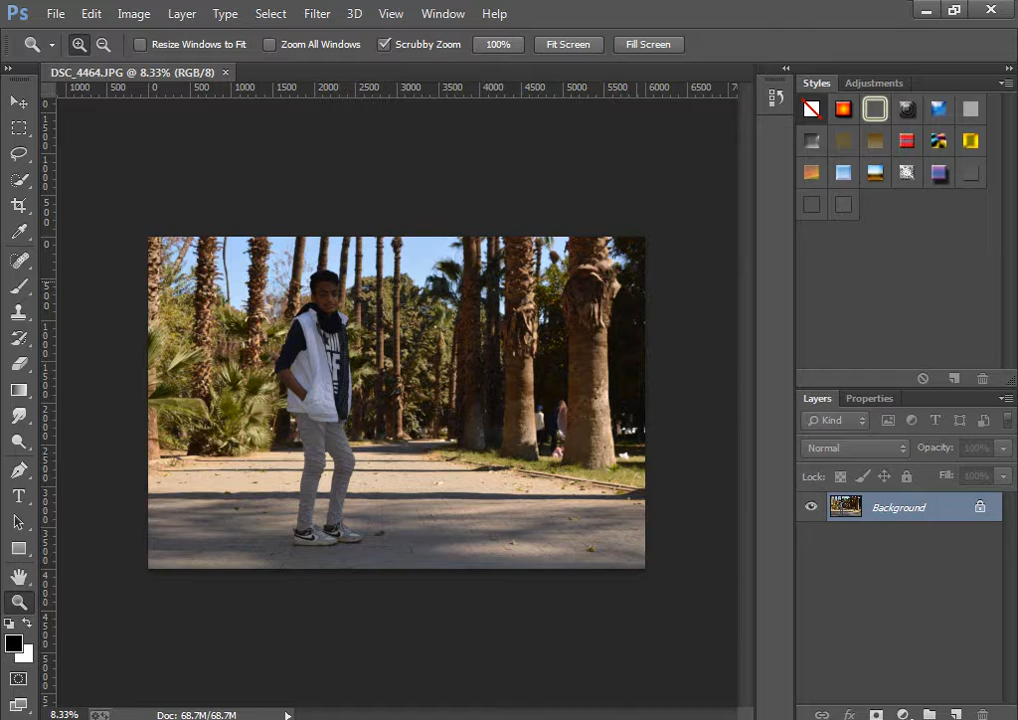 Ps File Edit Image Layer Type Select Filter 3D View Window Help
Resize Windows to Fit Zoom All Windows Scrubby Zoom 100% Fit Screen Fill Screen
DSC_4464.JPG @ 8.33% (RGB/8) ×
1000 500 0 500 1000 1500 2000 2500 3000 3500 4000 4500 5000 5500 6000 6500
Styles Adjustments
Layers Properties
Kind
Normal Opacity: 100%
Lock: Fill: 100%
Background
8.33% Doc: 68.7M/68.7M